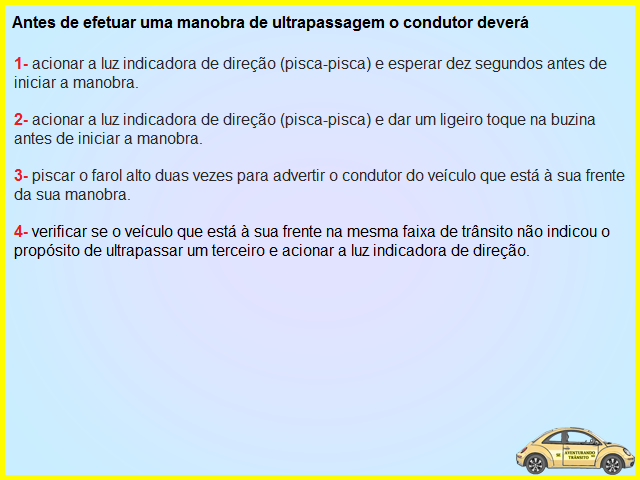 Antes de efetuar uma manobra de ultrapassagem o condutor deverá
1- acionar a luz indicadora de direção (pisca-pisca) e esperar dez segundos antes de
iniciar a manobra.
2- acionar a luz indicadora de direção (pisca-pisca) e dar um ligeiro toque na buzina
antes de iniciar a manobra.
3- piscar o farol alto duas vezes para advertir o condutor do veículo que está à sua frente
da sua manobra.
4- verificar se o veículo que está à sua frente na mesma faixa de trânsito não indicou o
propósito de ultrapassar um terceiro e acionar a luz indicadora de direção.
AVENTURANDO
TRÂNSITO